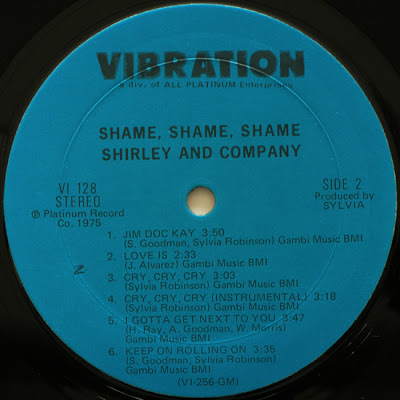 VIBRATION
a div. of ALL PLATINUM Enterprises
SHAME, SHAME, SHAME
SHIRLEY AND COMPANY
VI 128
STEREO
℗ Platinum Record
Co. 1975
SIDE 2
Produced by
SYLVIA
1. JIM DOC KAY 3:50
(S. Goodman, Sylvia Robinson) Gambi Music BMI
2. LOVE IS 2:33
(J. Alvarez) Gambi Music BMI
3. CRY, CRY, CRY 3:03
(Sylvia Robinson) Gambi Music BMI
4. CRY, CRY, CRY (INSTRUMENTAL) 3:18
(Sylvia Robinson) Gambi Music BMI
5. I GOTTA GET NEXT TO YOU 3:47
(H. Ray, A. Goodman, W. Morris)
Gambi Music BMI
6. KEEP ON ROLLING ON 3:35
(S. Goodman, Sylvia Robinson)
Gambi Music BMI
(VI-256-GM)
2